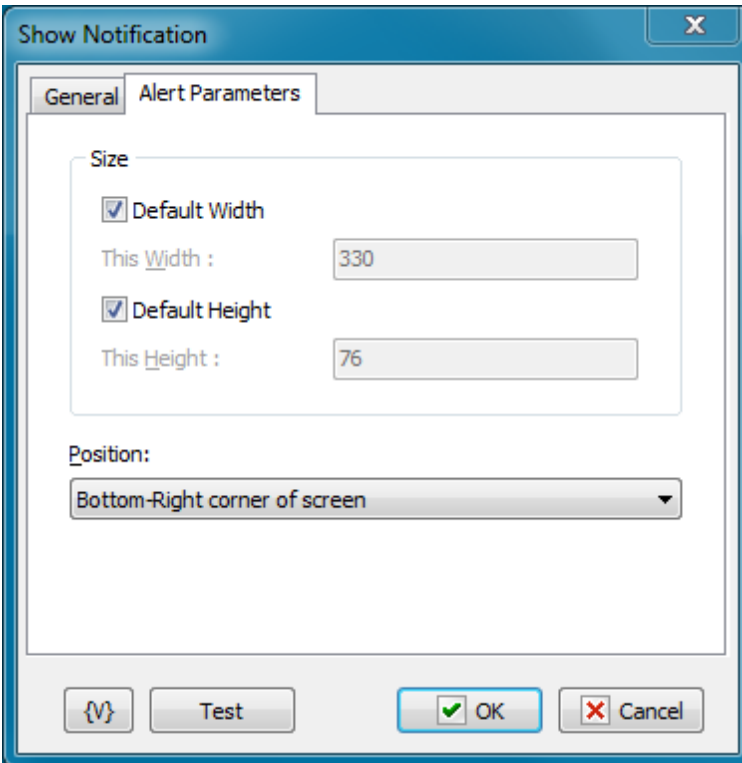 Show Notification
General Alert Parameters
Size
Default Width
This Width : 330
Default Height
This Height : 76
Position:
Bottom-Right corner of screen
{V} Test OK Cancel